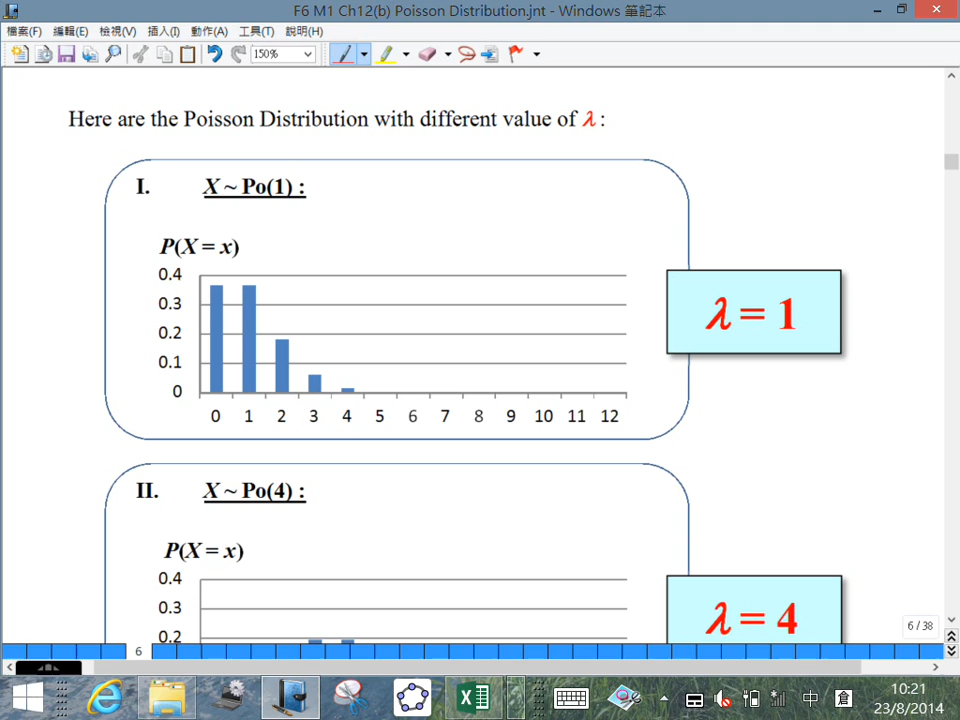 F6 M1 Ch12(b) Poisson Distribution.jnt - Windows 筆記本
檔案(F) 編輯(E) 檢視(V) 插入(I) 動作(A) 工具(T) 說明(H)
150%
Here are the Poisson Distribution with different value of λ :
I. X ~ Po(1) :
P(X = x)
0.4
0.3
0.2
0.1
0
0 1 2 3 4 5 6 7 8 9 10 11 12
λ = 1
II. X ~ Po(4) :
P(X = x)
0.4
0.3
0.2
λ = 4
6 / 38
6
中 倉
10:21
23/8/2014